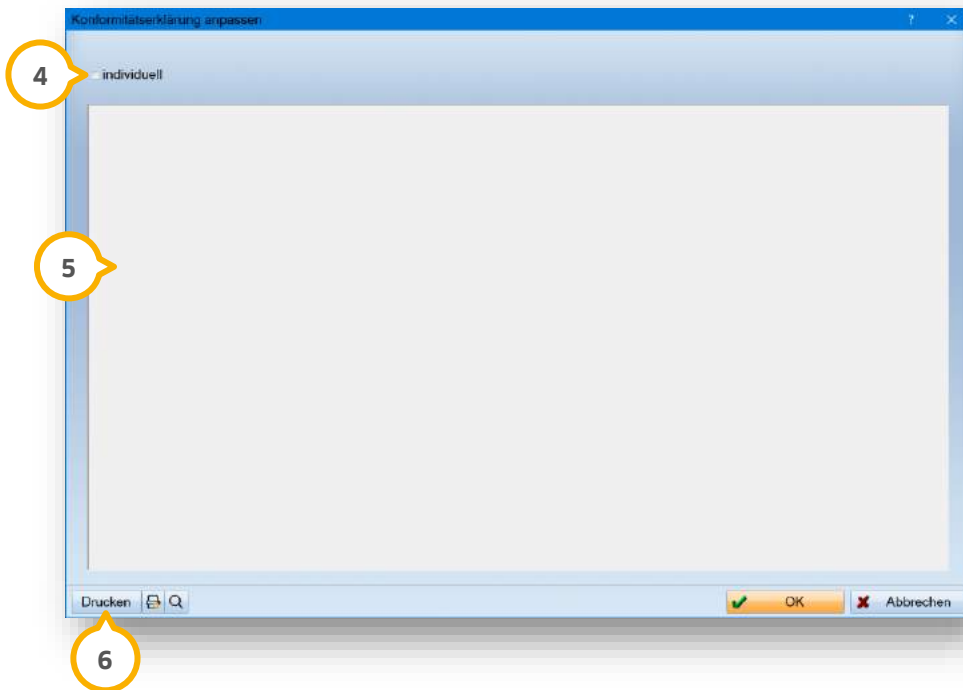 Konformitätserklärung anpassen ? ×
4
individuell
5
Drucken OK Abbrechen
6